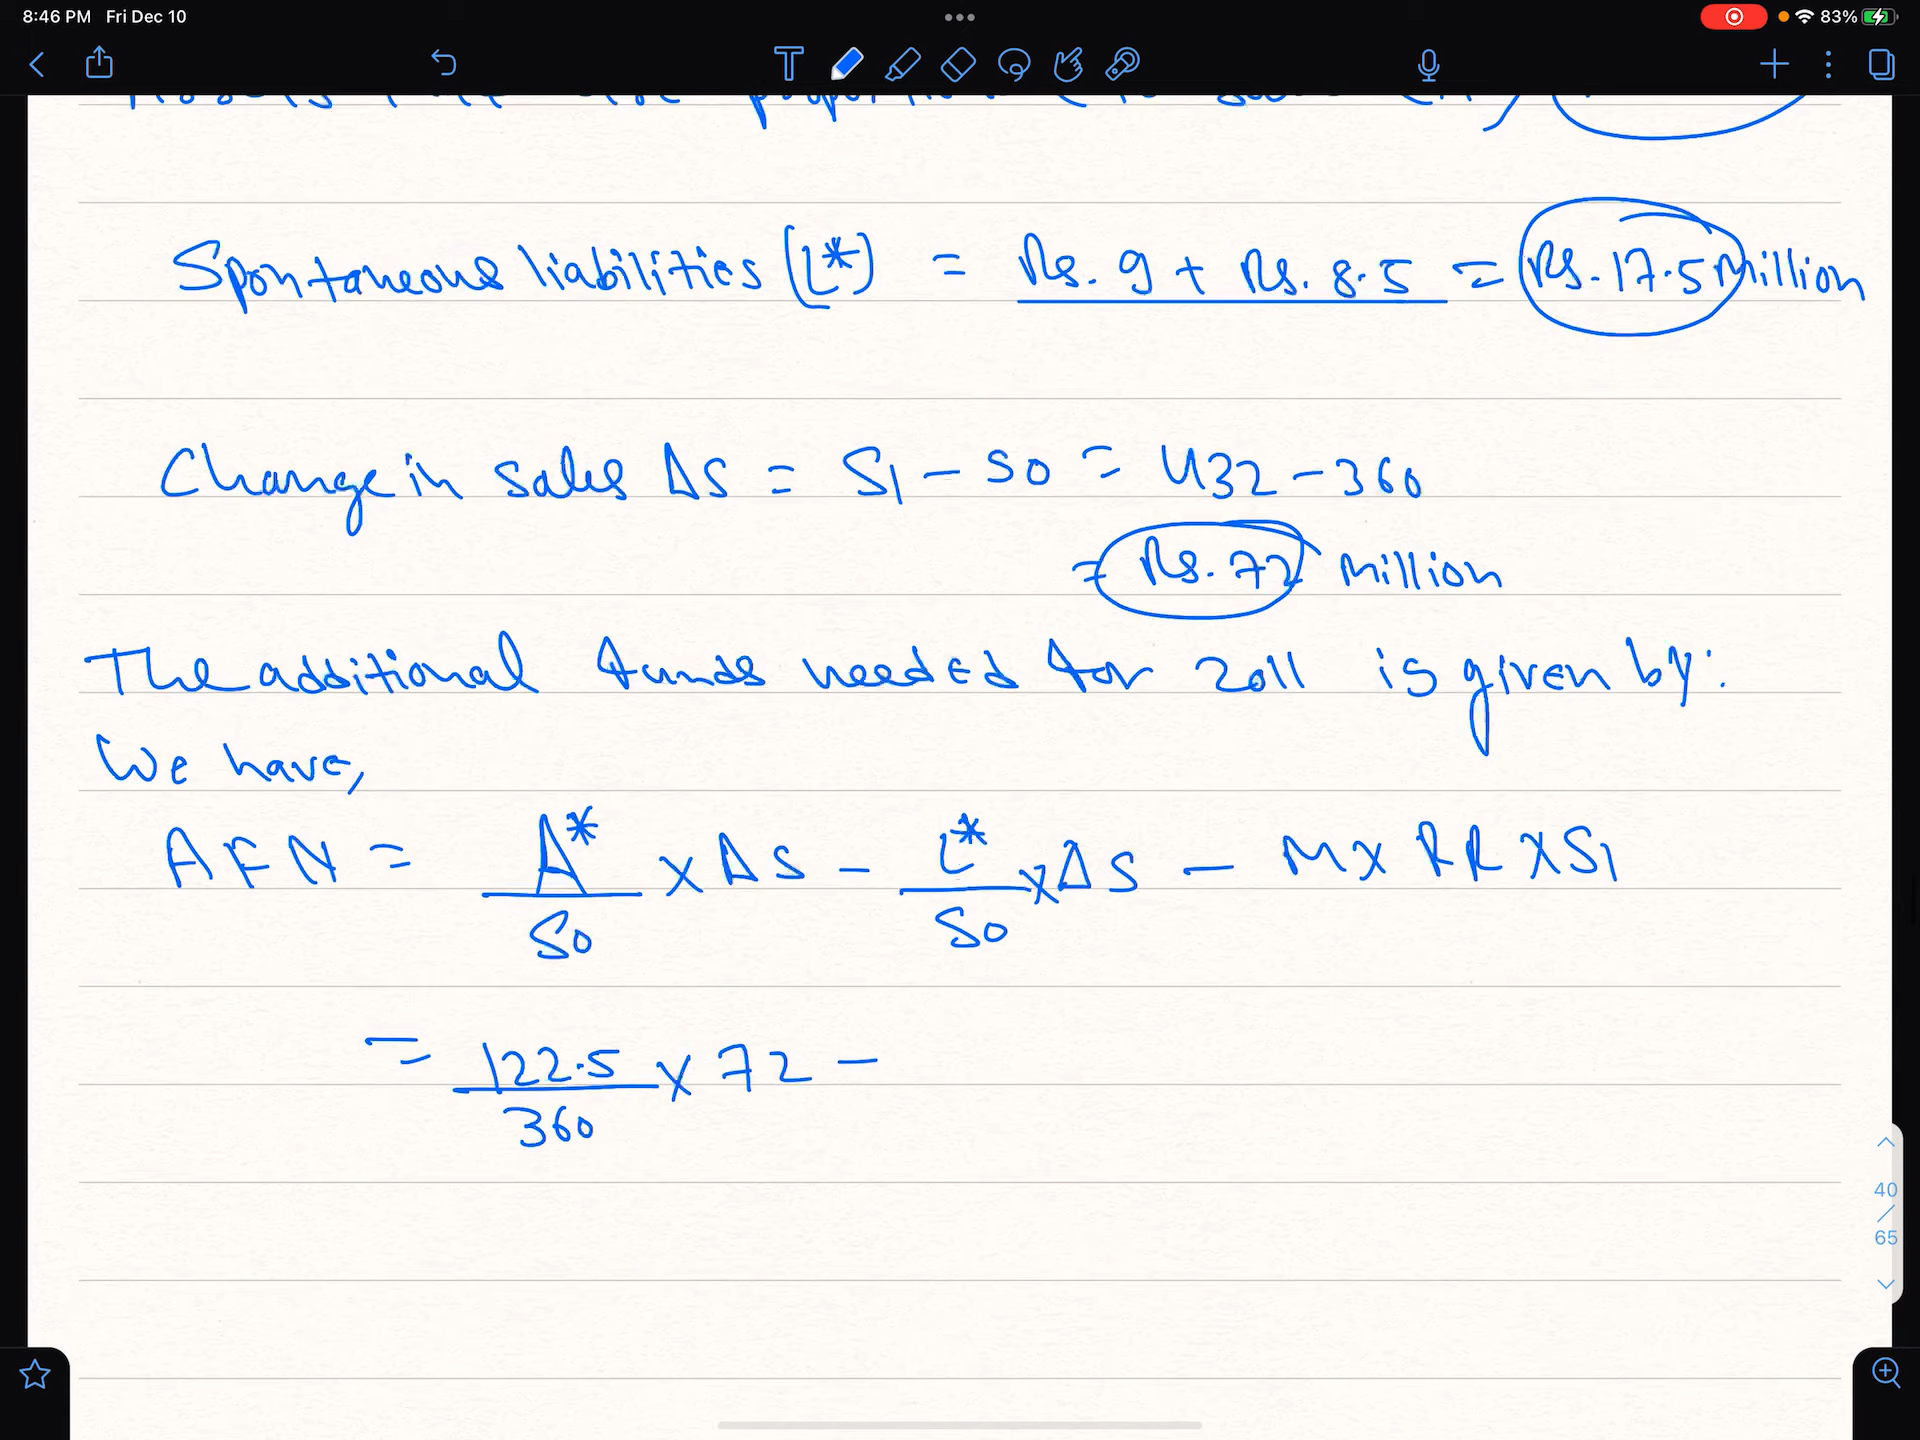 8:46 PM Fri Dec 10
83%
Spontaneous liabilities (L*) = Rs. 9 + Rs. 8.5 = Rs. 17.5 Million
Change in sales ΔS = S1 - S0 = 432 - 360
= Rs. 72 Million
The additional funds needed for 2011 is given by:
We have,
AFN = A*/S0 x ΔS - L*/S0 x ΔS - M x RR x S1
= 122.5/360 x 72 -
40
/
65